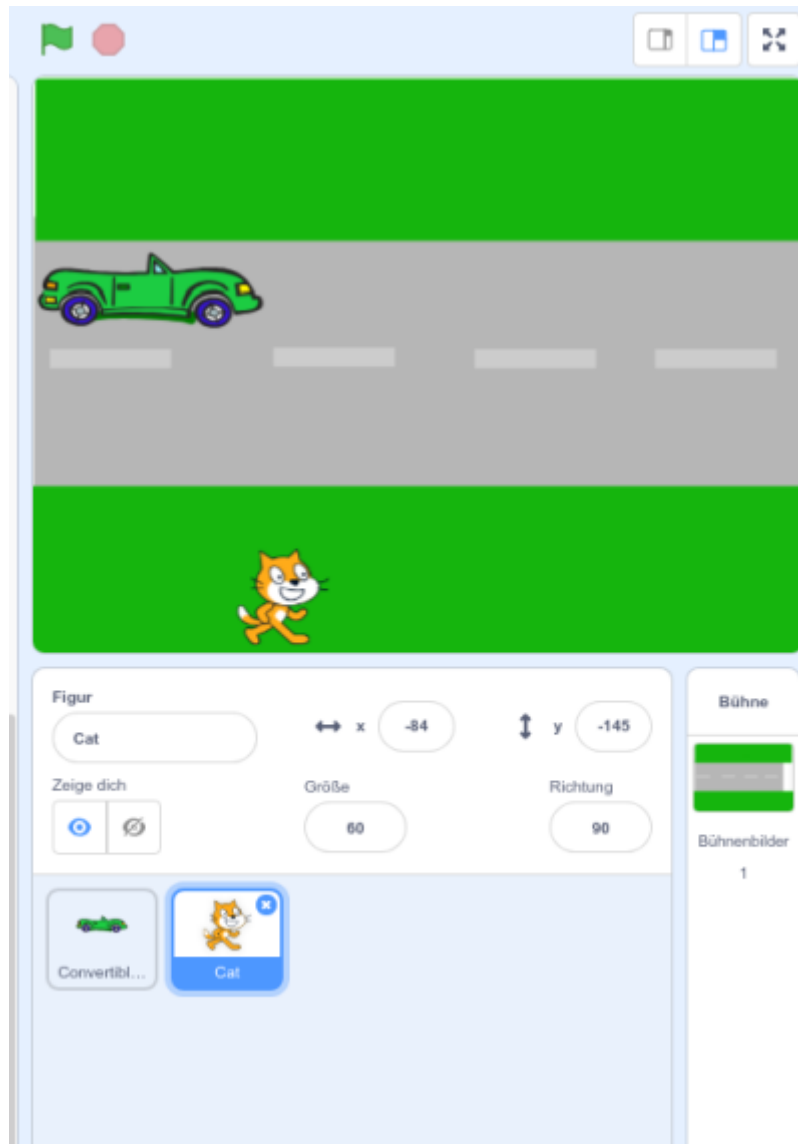 Figur
Cat
x -84
y -145
Zeige dich
Größe
60
Richtung
90
Convertibl...
Cat
Bühne
Bühnenbilder
1